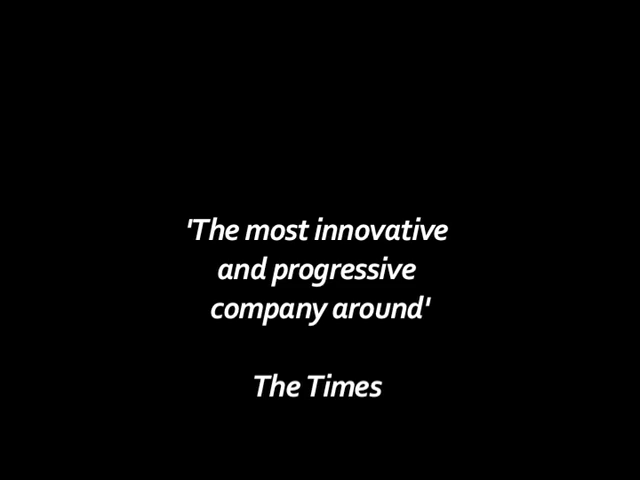 'The most innovative
and progressive
company around'
The Times